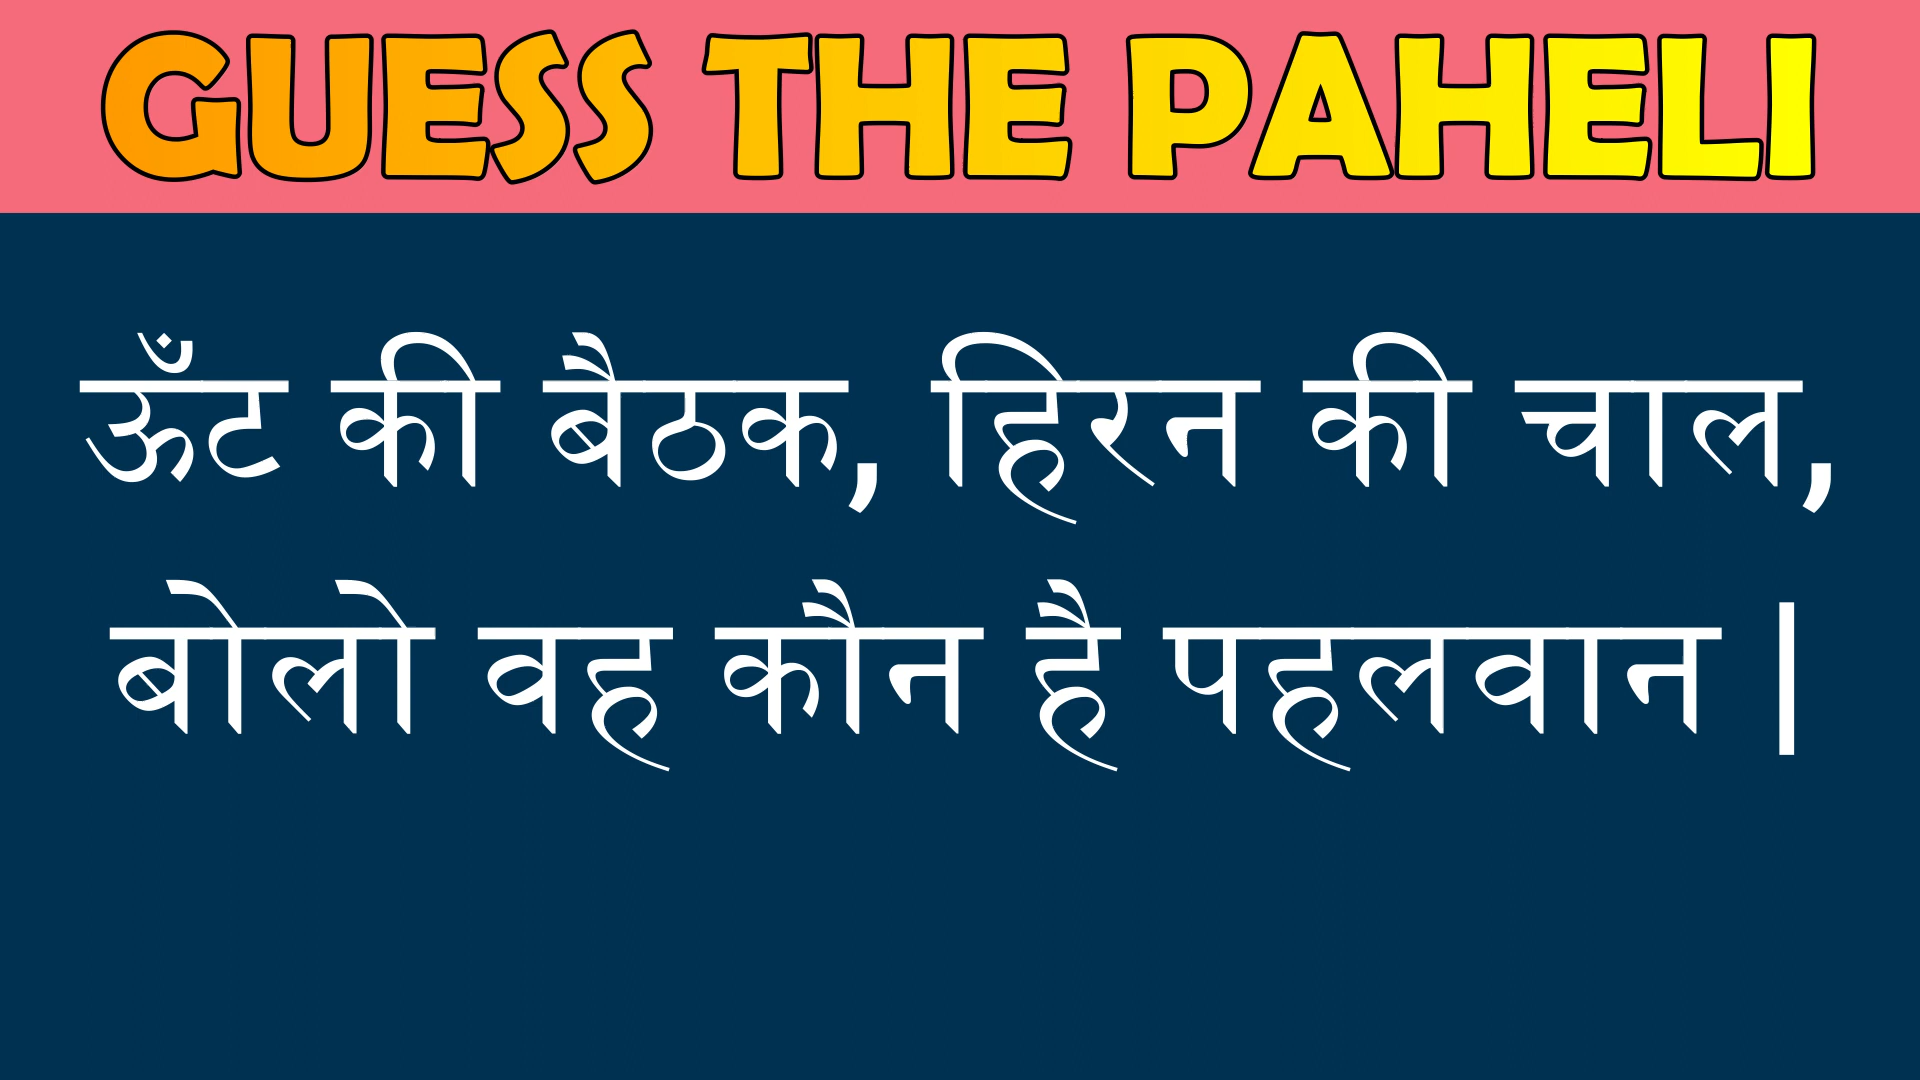 GUESS THE PAHELI
ऊँट की बैठक, हिरन की चाल,
बोलो वह कौन है पहलवान |